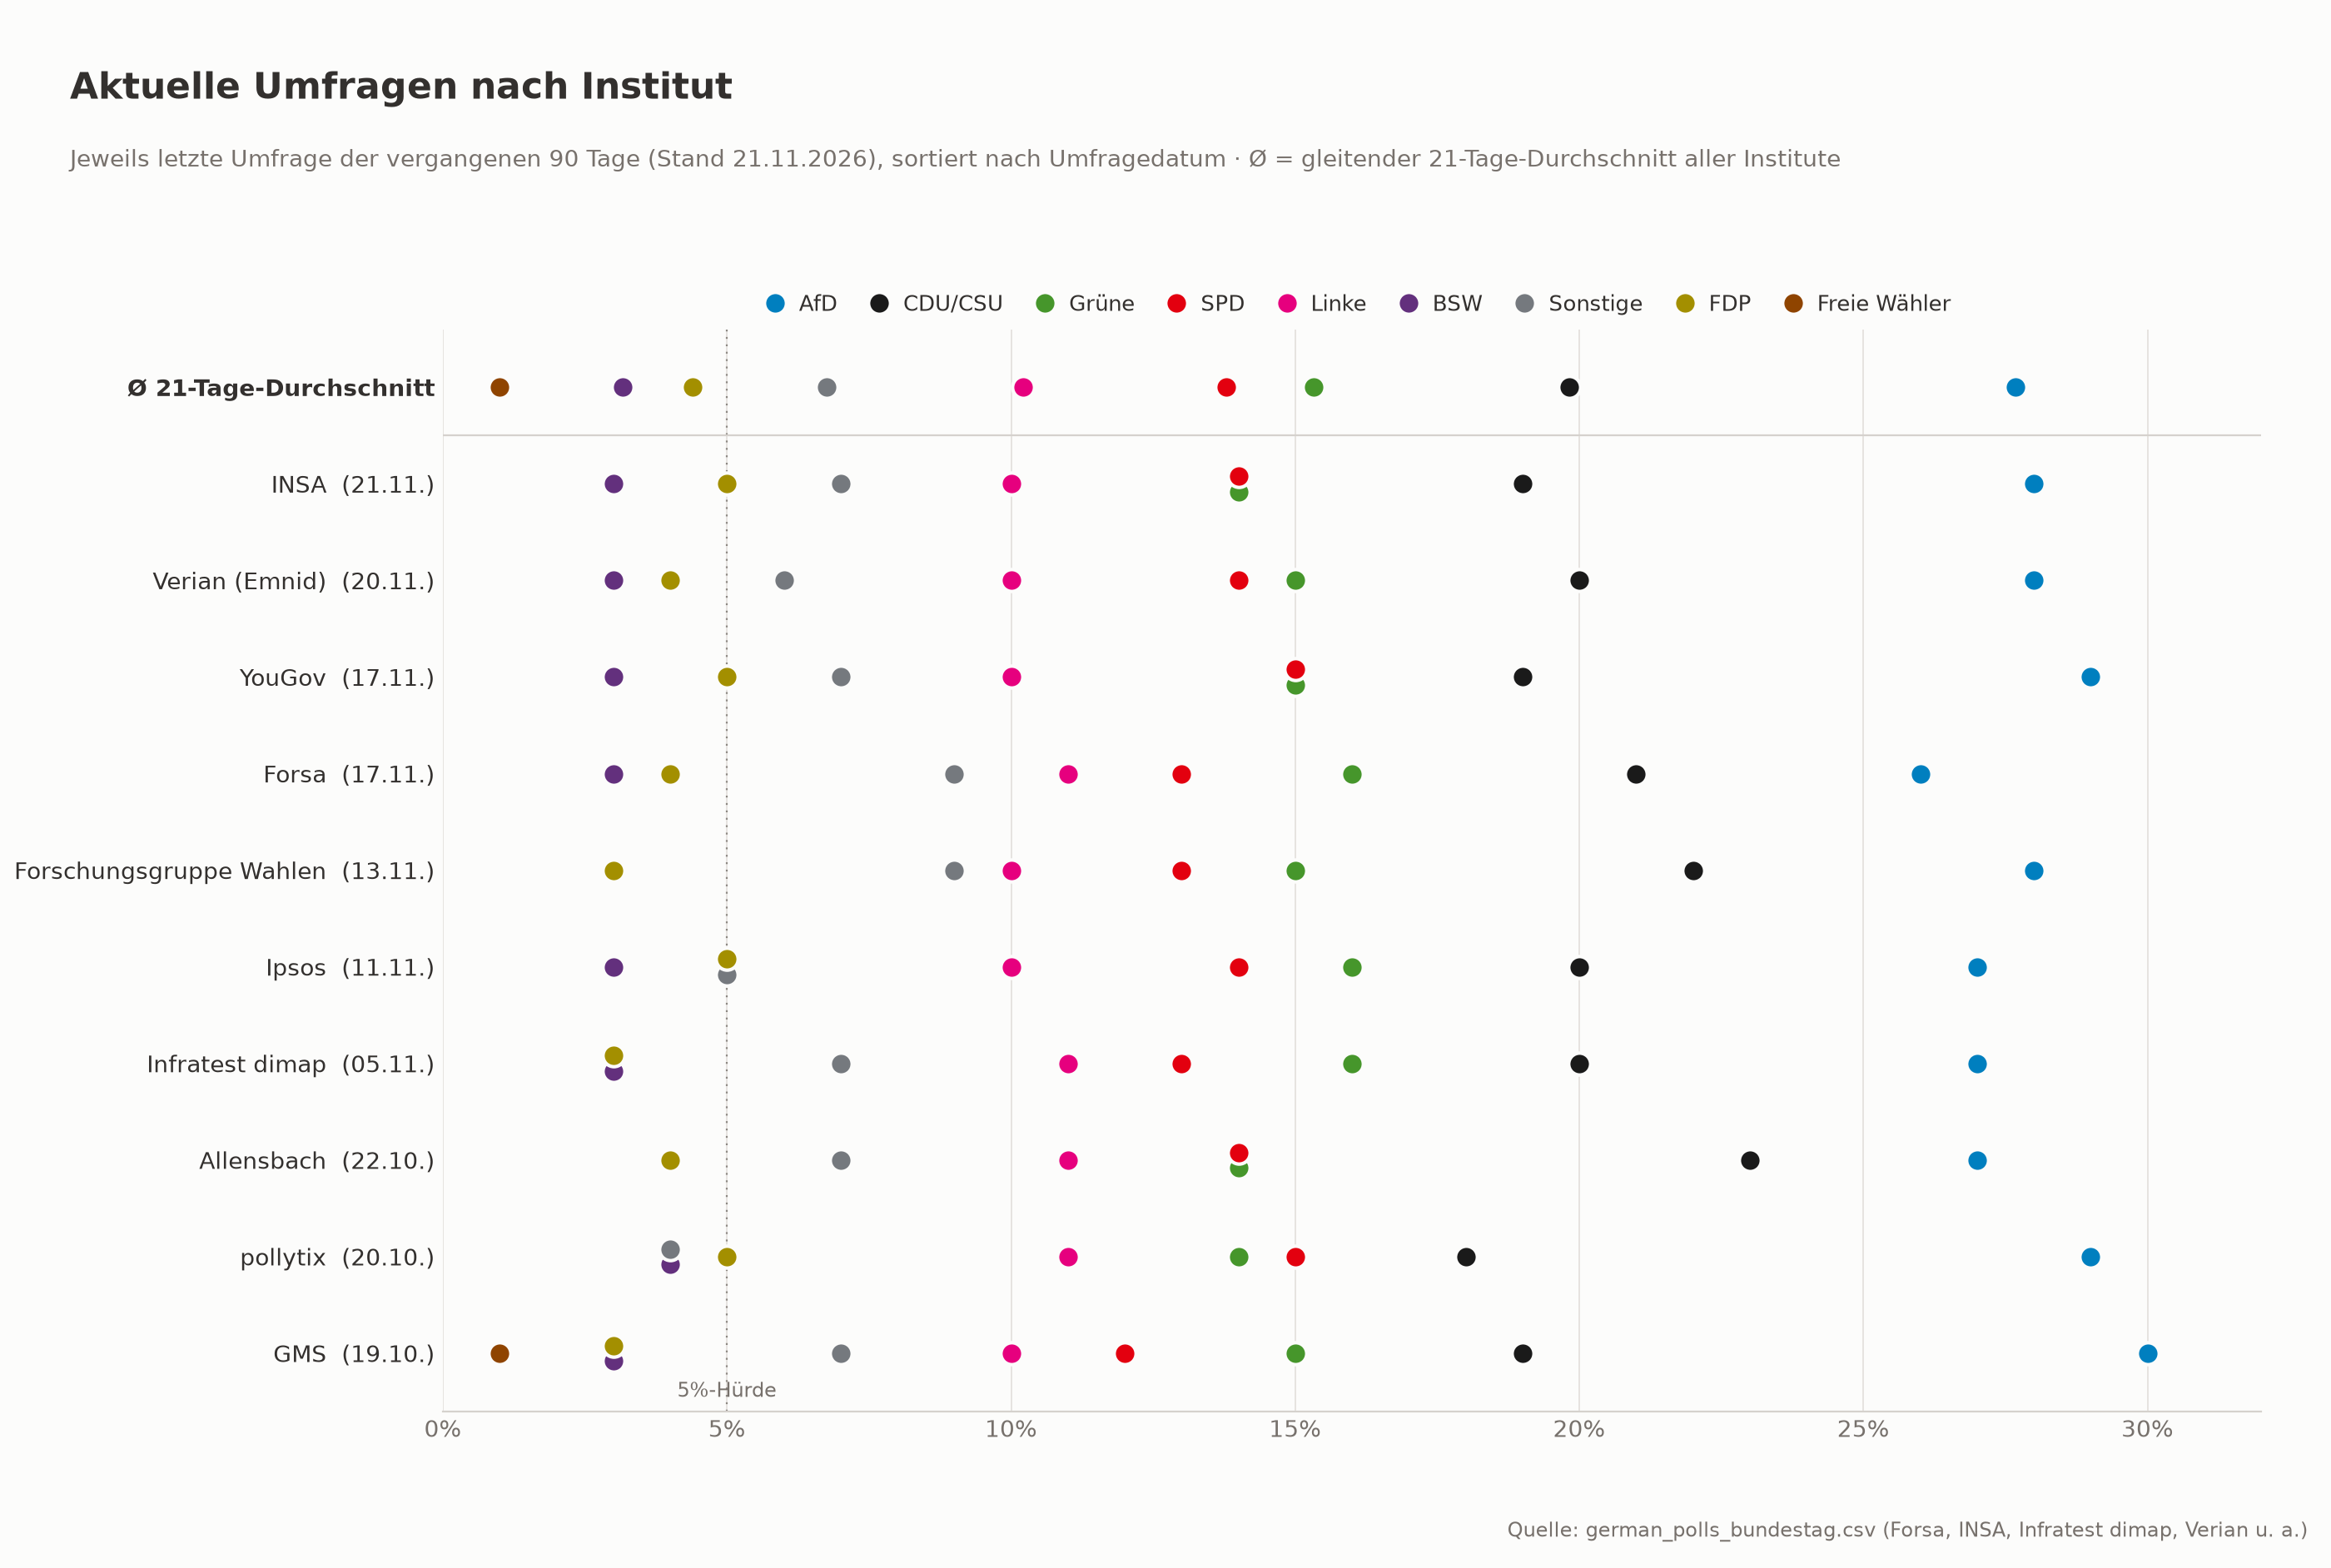 Aktuelle Umfragen nach Institut
Jeweils letzte Umfrage der vergangenen 90 Tage (Stand 21.11.2026), sortiert nach Umfragedatum · Ø = gleitender 21-Tage-Durchschnitt aller Institute
AfD CDU/CSU Grüne SPD Linke BSW Sonstige FDP Freie Wähler
Ø 21-Tage-Durchschnitt
INSA (21.11.)
Verian (Emnid) (20.11.)
YouGov (17.11.)
Forsa (17.11.)
Forschungsgruppe Wahlen (13.11.)
Ipsos (11.11.)
Infratest dimap (05.11.)
Allensbach (22.10.)
pollytix (20.10.)
GMS (19.10.)
5%-Hürde
0% 5% 10% 15% 20% 25% 30%
Quelle: german_polls_bundestag.csv (Forsa, INSA, Infratest dimap, Verian u. a.)